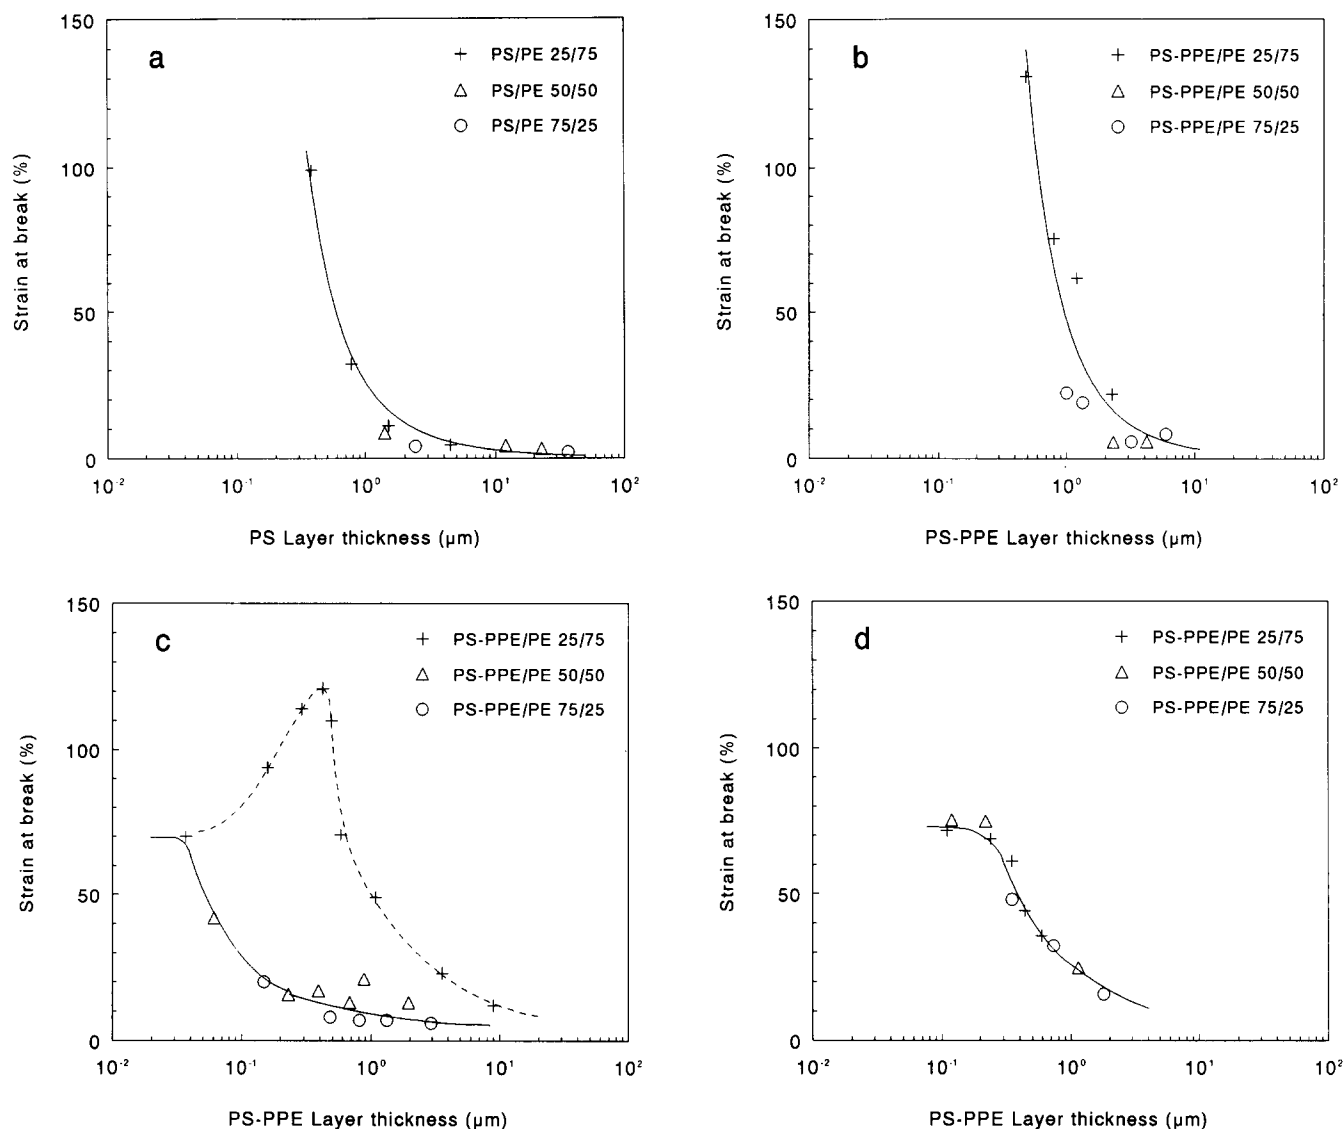 a
PS/PE 25/75
PS/PE 50/50
PS/PE 75/25
Strain at break (%)
150
100
50
0
10⁻² 10⁻¹ 10⁰ 10¹ 10²
PS Layer thickness (µm)
b
PS-PPE/PE 25/75
PS-PPE/PE 50/50
PS-PPE/PE 75/25
Strain at break (%)
150
100
50
0
10⁻² 10⁻¹ 10⁰ 10¹ 10²
PS-PPE Layer thickness (µm)
c
PS-PPE/PE 25/75
PS-PPE/PE 50/50
PS-PPE/PE 75/25
Strain at break (%)
150
100
50
0
10⁻² 10⁻¹ 10⁰ 10¹ 10²
PS-PPE Layer thickness (µm)
d
PS-PPE/PE 25/75
PS-PPE/PE 50/50
PS-PPE/PE 75/25
Strain at break (%)
150
100
50
0
10⁻² 10⁻¹ 10⁰ 10¹ 10²
PS-PPE Layer thickness (µm)